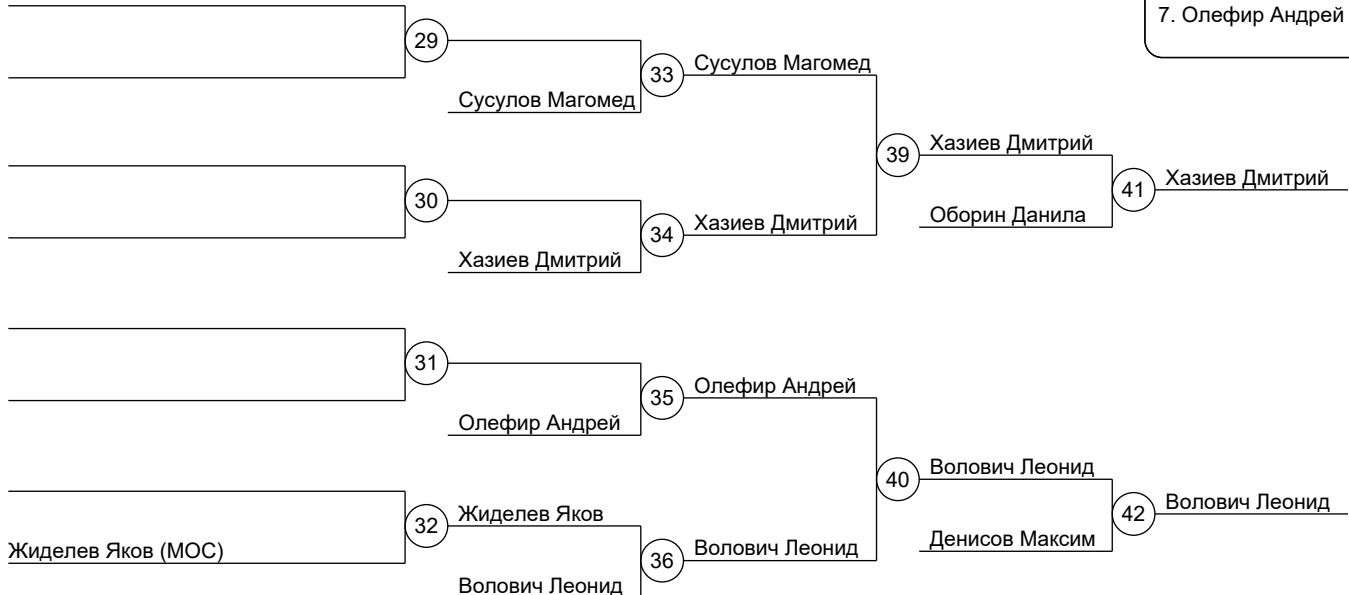 7. Олефир Андрей
29
Сусулов Магомед
33
Сусулов Магомед
39
Хазиев Дмитрий
41
Хазиев Дмитрий
30
Хазиев Дмитрий
34
Хазиев Дмитрий
Оборин Данила
31
Олефир Андрей
35
Олефир Андрей
40
Волович Леонид
42
Волович Леонид
Жиделев Яков (МОС)
32
Жиделев Яков
Волович Леонид
36
Волович Леонид
Денисов Максим